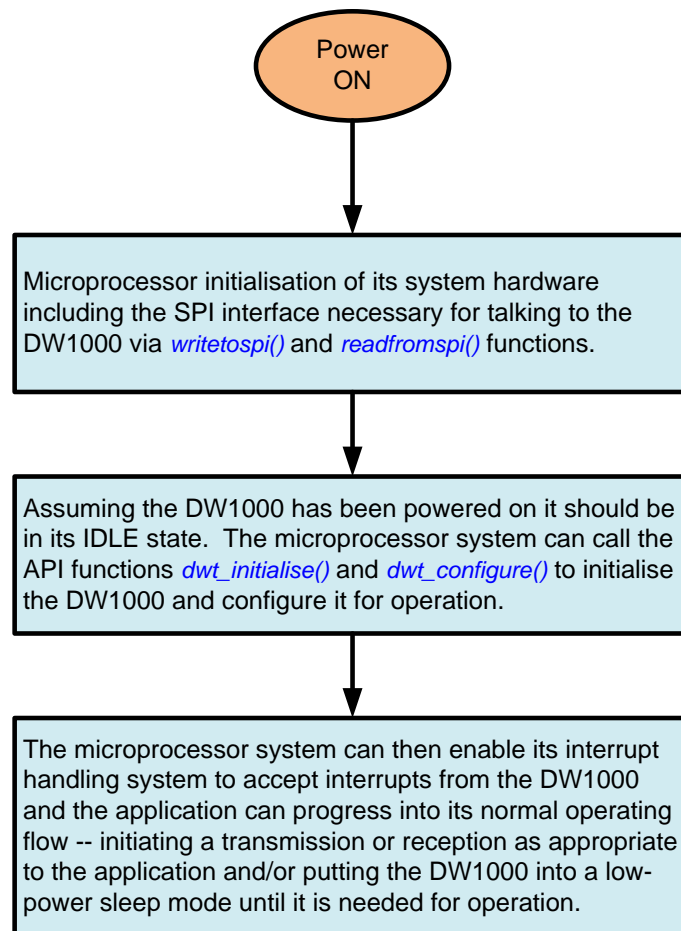 Power
ON
Microprocessor initialisation of its system hardware
including the SPI interface necessary for talking to the
DW1000 via writetospi() and readfromspi() functions.
Assuming the DW1000 has been powered on it should be
in its IDLE state.  The microprocessor system can call the
API functions dwt_initialise() and dwt_configure() to initialise
the DW1000 and configure it for operation.
The microprocessor system can then enable its interrupt
handling system to accept interrupts from the DW1000
and the application can progress into its normal operating
flow -- initiating a transmission or reception as appropriate
to the application and/or putting the DW1000 into a low-
power sleep mode until it is needed for operation.